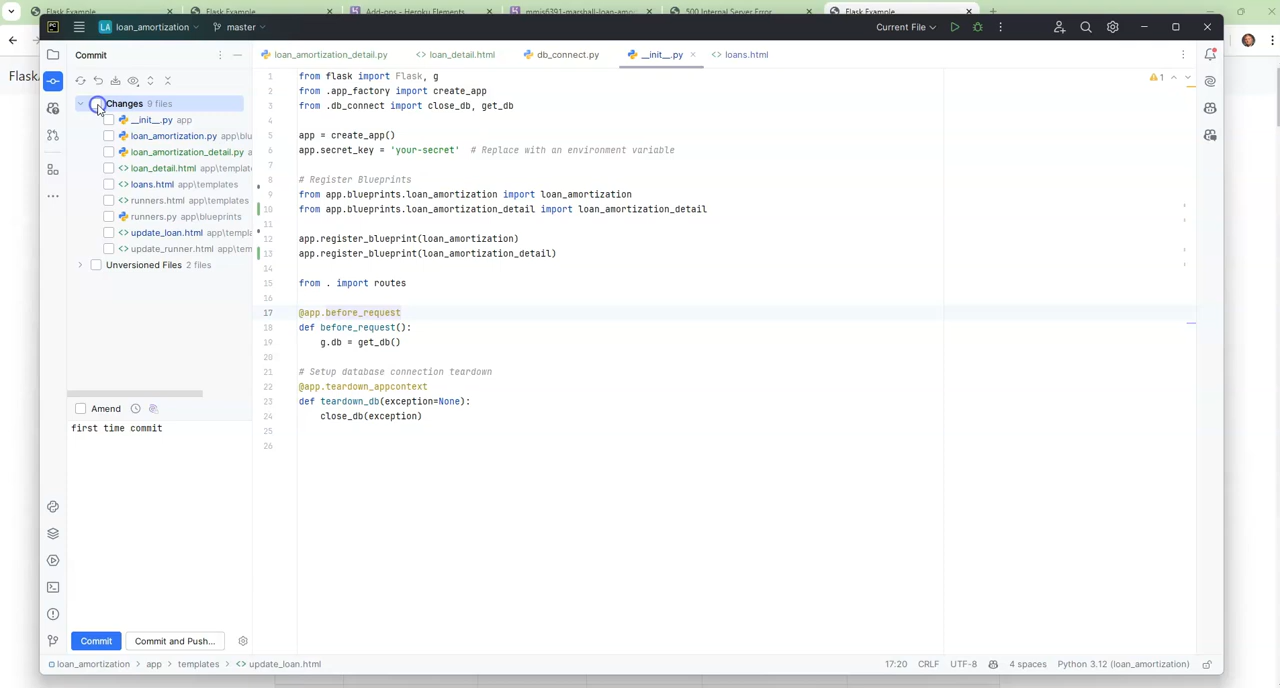 Flask Example
Flask Example
Add-ops - Heroku Elements
mmis6391-marshall-loan-amo
500 Internal Server Error
Flask Example
LA loan_amortization
master
Current File
Commit
loan_amortization_detail.py
loan_detail.html
db_connect.py
__init__.py
loans.html
Flask
Changes 9 files
__init__.py app
loan_amortization.py app\blu
loan_amortization_detail.py a
loan_detail.html app\templat
loans.html app\templates
runners.html app\templates
runners.py app\blueprints
update_loan.html app\templa
update_runner.html app\tem
Unversioned Files 2 files
Amend
first time commit
Commit
Commit and Push...
1 from flask import Flask, g
2 from .app_factory import create_app
3 from .db_connect import close_db, get_db
4
5 app = create_app()
6 app.secret_key = 'your-secret' # Replace with an environment variable
7
8 # Register Blueprints
9 from app.blueprints.loan_amortization import loan_amortization
10 from app.blueprints.loan_amortization_detail import loan_amortization_detail
11
12 app.register_blueprint(loan_amortization)
13 app.register_blueprint(loan_amortization_detail)
14
15 from . import routes
16
17 @app.before_request
18 def before_request():
19 g.db = get_db()
20
21 # Setup database connection teardown
22 @app.teardown_appcontext
23 def teardown_db(exception=None):
24 close_db(exception)
25
26
1
loan_amortization > app > templates > update_loan.html
17:20 CRLF UTF-8 4 spaces Python 3.12 (loan_amortization)